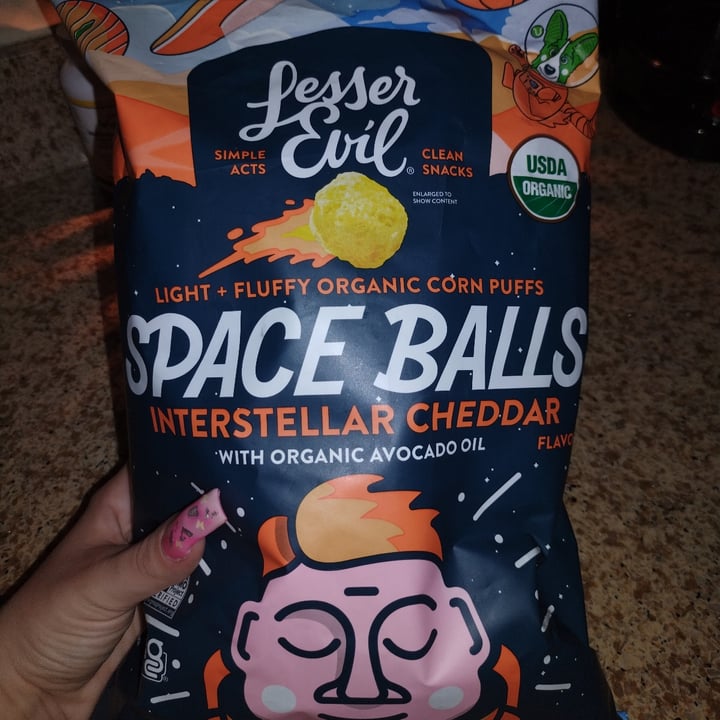 Lesser
Evil®
SIMPLE
ACTS
CLEAN
SNACKS
ENLARGED TO
SHOW CONTENT
USDA
ORGANIC
LIGHT + FLUFFY ORGANIC CORN PUFFS
SPACE BALLS
INTERSTELLAR CHEDDAR
FLAVO
WITH ORGANIC AVOCADO OIL
VERIFIED